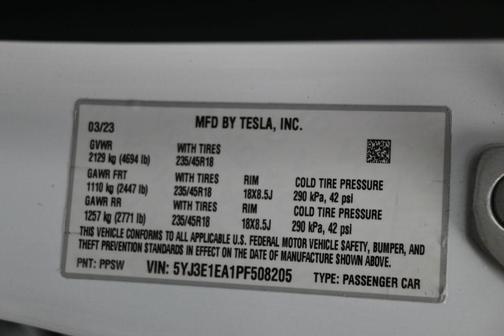 MFD BY TESLA, INC.
03/23
GVWR WITH TIRES
2129 kg (4694 lb) 235/45R18
GAWR FRT WITH TIRES RIM COLD TIRE PRESSURE
1110 kg (2447 lb) 235/45R18 18X8.5J 290 kPa, 42 psi
GAWR RR WITH TIRES RIM COLD TIRE PRESSURE
1257 kg (2771 lb) 235/45R18 18X8.5J 290 kPa, 42 psi
THIS VEHICLE CONFORMS TO ALL APPLICABLE U.S. FEDERAL MOTOR VEHICLE SAFETY, BUMPER, AND
THEFT PREVENTION STANDARDS IN EFFECT ON THE DATE OF MANUFACTURE SHOWN ABOVE.
PNT: PPSW VIN: 5YJ3E1EA1PF508205 TYPE: PASSENGER CAR